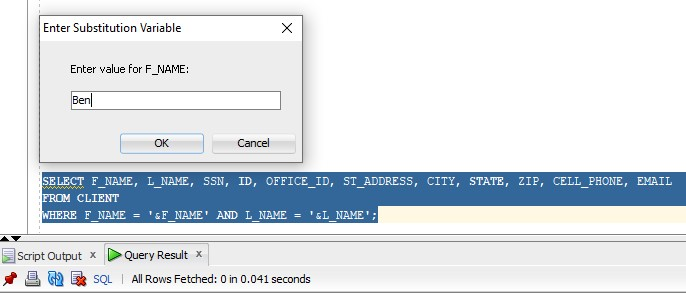 Enter Substitution Variable
Enter value for F_NAME:
Ben
OK Cancel
SELECT F_NAME, L_NAME, SSN, ID, OFFICE_ID, ST_ADDRESS, CITY, STATE, ZIP, CELL_PHONE, EMAIL
FROM CLIENT
WHERE F_NAME = '&F_NAME' AND L_NAME = '&L_NAME';
Script Output x Query Result x
SQL | All Rows Fetched: 0 in 0.041 seconds